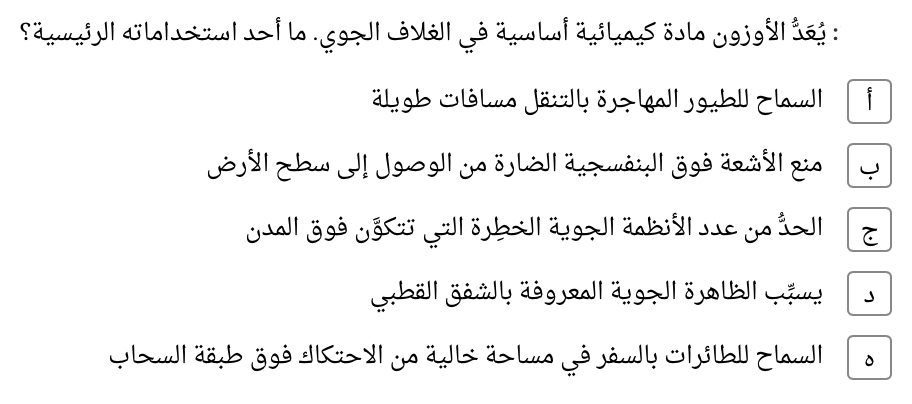 : يُعَدُّ الأوزون مادة كيميائية أساسية في الغلاف الجوي. ما أحد استخداماته الرئيسية؟
أ السماح للطيور المهاجرة بالتنقل مسافات طويلة
ب منع الأشعة فوق البنفسجية الضارة من الوصول إلى سطح الأرض
ج الحدُّ من عدد الأنظمة الجوية الخطِرة التي تتكوَّن فوق المدن
د يسبِّب الظاهرة الجوية المعروفة بالشفق القطبي
ه السماح للطائرات بالسفر في مساحة خالية من الاحتكاك فوق طبقة السحاب